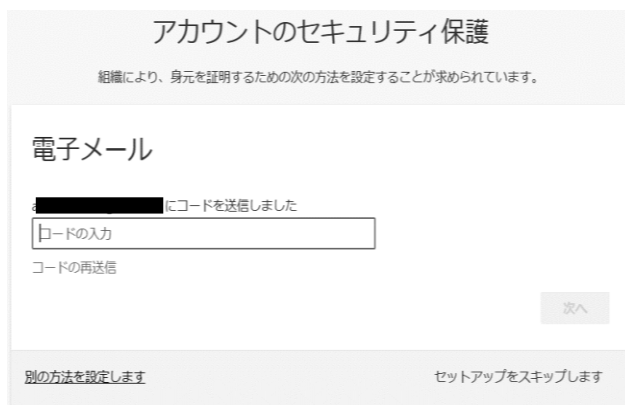 アカウントのセキュリティ保護
組織により、身元を証明するための次の方法を設定することが求められています。
電子メール
にコードを送信しました
コードの入力
コードの再送信
次へ
別の方法を設定します
セットアップをスキップします